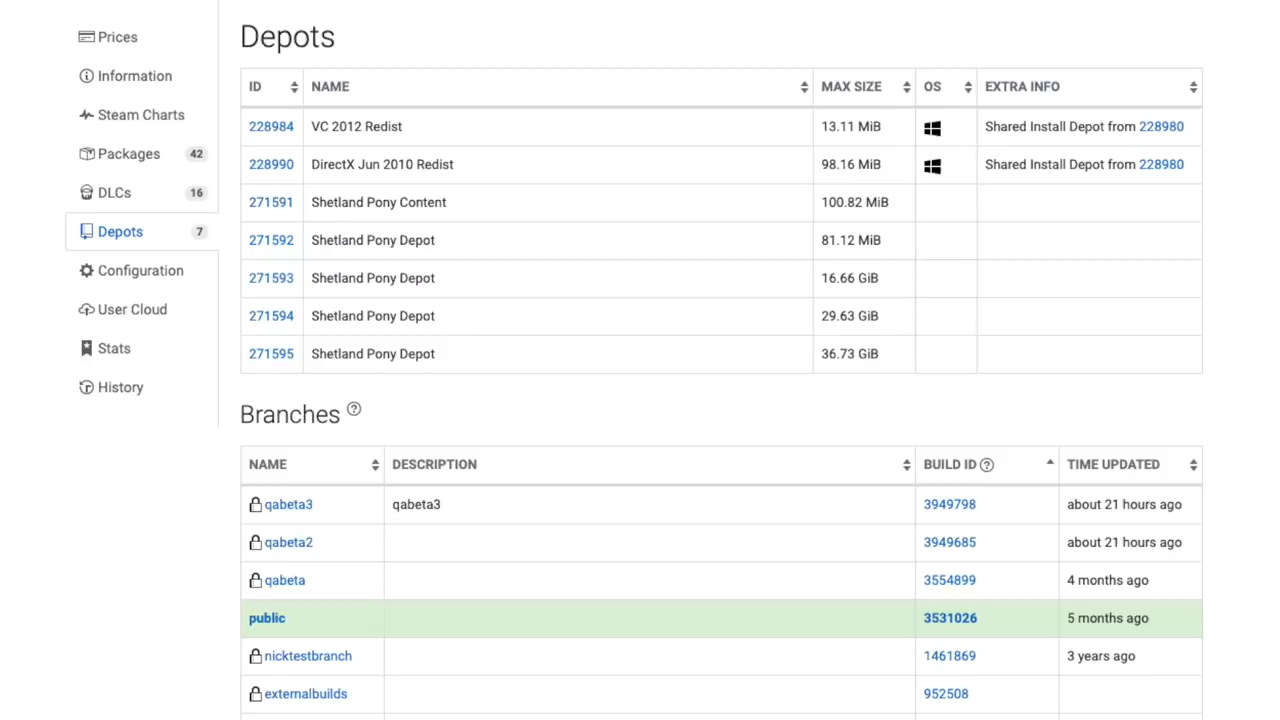 Prices
Information
Steam Charts
Packages 42
DLCs 16
Depots 7
Configuration
User Cloud
Stats
History
Depots
ID NAME MAX SIZE OS EXTRA INFO
228984 VC 2012 Redist 13.11 MiB Shared Install Depot from 228980
228990 DirectX Jun 2010 Redist 98.16 MiB Shared Install Depot from 228980
271591 Shetland Pony Content 100.82 MiB
271592 Shetland Pony Depot 81.12 MiB
271593 Shetland Pony Depot 16.66 GiB
271594 Shetland Pony Depot 29.63 GiB
271595 Shetland Pony Depot 36.73 GiB
Branches ?
NAME DESCRIPTION BUILD ID ? TIME UPDATED
qabeta3 qabeta3 3949798 about 21 hours ago
qabeta2 3949685 about 21 hours ago
qabeta 3554899 4 months ago
public 3531026 5 months ago
nicktestbranch 1461869 3 years ago
externalbuilds 952508